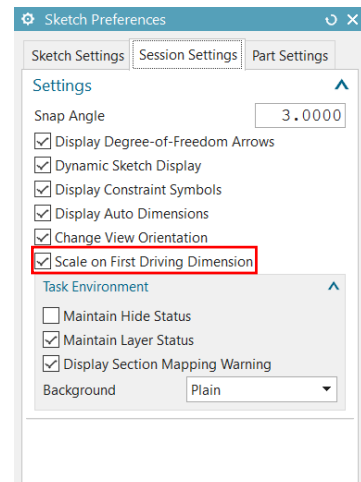 Sketch Preferences
Sketch Settings Session Settings Part Settings
Settings
Snap Angle 3.0000
Display Degree-of-Freedom Arrows
Dynamic Sketch Display
Display Constraint Symbols
Display Auto Dimensions
Change View Orientation
Scale on First Driving Dimension
Task Environment
Maintain Hide Status
Maintain Layer Status
Display Section Mapping Warning
Background Plain